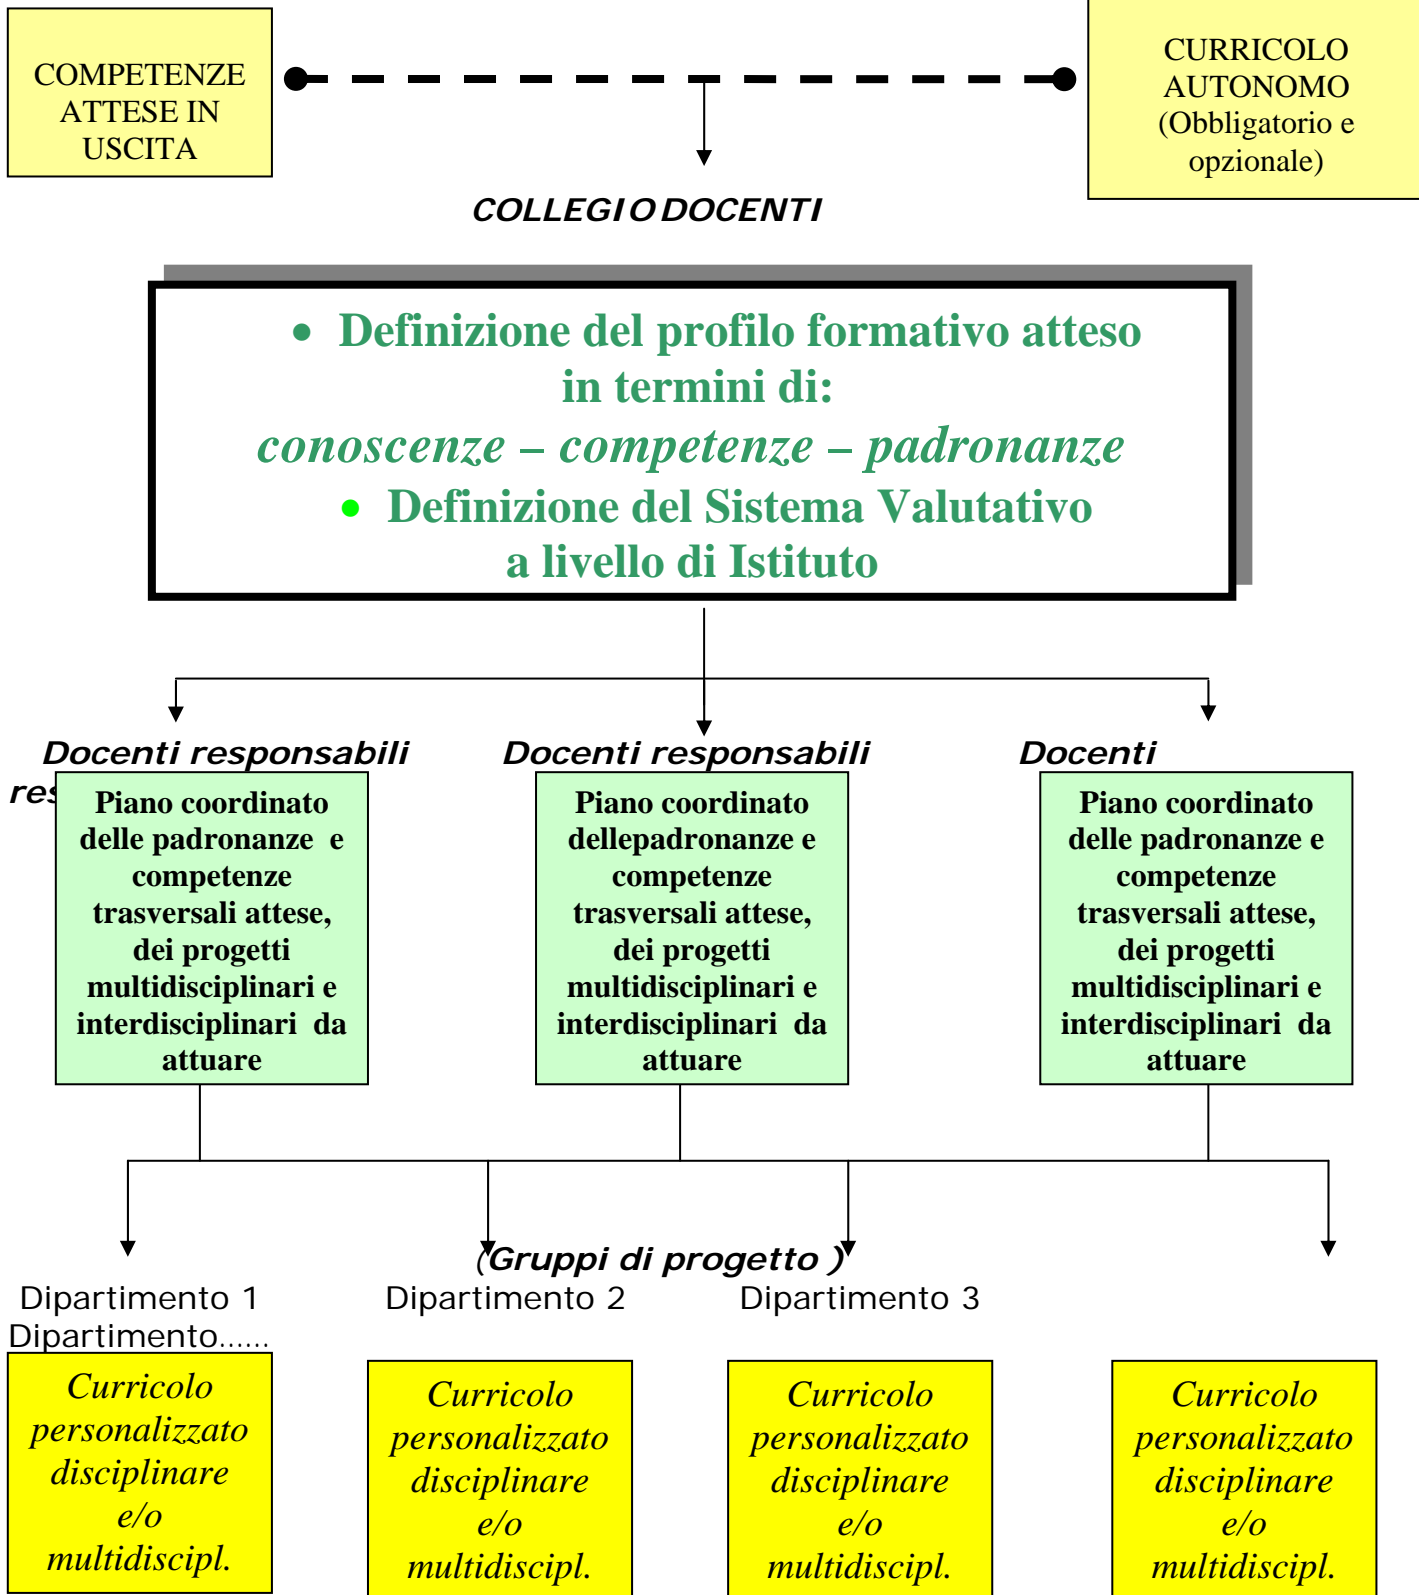 COMPETENZE
ATTESE IN
USCITA
CURRICOLO
AUTONOMO
(Obbligatorio e
opzionale)
COLLEGIO DOCENTI
• Definizione del profilo formativo atteso
in termini di:
conoscenze – competenze – padronanze
• Definizione del Sistema Valutativo
a livello di Istituto
Docenti responsabili
Docenti responsabili
Docenti
res
Piano coordinato
delle padronanze e
competenze
trasversali attese,
dei progetti
multidisciplinari e
interdisciplinari da
attuare
Piano coordinato
dellepadronanze e
competenze
trasversali attese,
dei progetti
multidisciplinari e
interdisciplinari da
attuare
Piano coordinato
delle padronanze e
competenze
trasversali attese,
dei progetti
multidisciplinari e
interdisciplinari da
attuare
(Gruppi di progetto )
Dipartimento 1
Dipartimento 2
Dipartimento 3
Dipartimento......
Curricolo
personalizzato
disciplinare
e/o
multidiscipl.
Curricolo
personalizzato
disciplinare
e/o
multidiscipl.
Curricolo
personalizzato
disciplinare
e/o
multidiscipl.
Curricolo
personalizzato
disciplinare
e/o
multidiscipl.